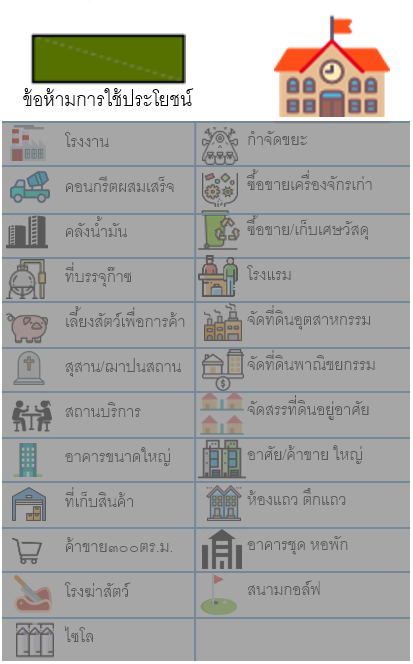 ข้อห้ามการใช้ประโยชน์
โรงงาน
กำจัดขยะ
คอนกรีตผสมเสร็จ
ซื้อขายเครื่องจักรเก่า
คลังน้ำมัน
ซื้อขาย/เก็บเศษวัสดุ
ที่บรรจุก๊าซ
โรงแรม
เลี้ยงสัตว์เพื่อการค้า
จัดที่ดินอุตสาหกรรม
สุสาน/ฌาปนสถาน
จัดที่ดินพาณิชยกรรม
สถานบริการ
จัดสรรที่ดินอยู่อาศัย
อาคารขนาดใหญ่
อาศัย/ค้าขาย ใหญ่
ที่เก็บสินค้า
ห้องแถว ตึกแถว
ค้าขาย๓๐๐ตร.ม.
อาคารชุด หอพัก
โรงฆ่าสัตว์
สนามกอล์ฟ
ไซโล